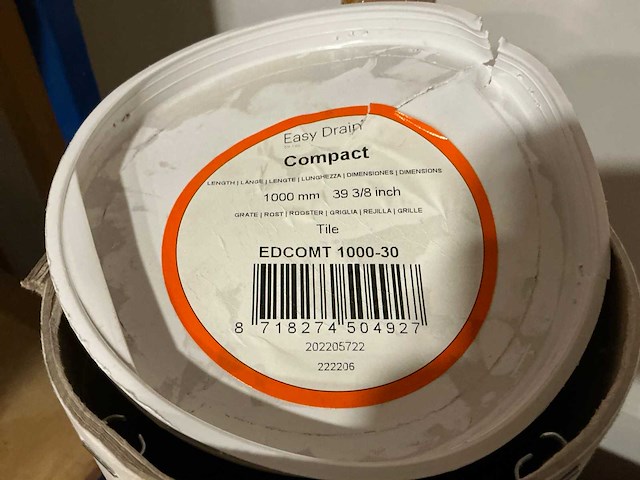 Easy Drain®
Compact
LENGTH | LÄNGE | LENGTE | LUNGHEZZA | DIMENSIONES | DIMENSIONS
1000 mm 39 3/8 inch
GRATE | ROST | ROOSTER | GRIGLIA | REJILLA | GRILLE
Tile
EDCOMT 1000-30
8 718274 504927
202205722
222206